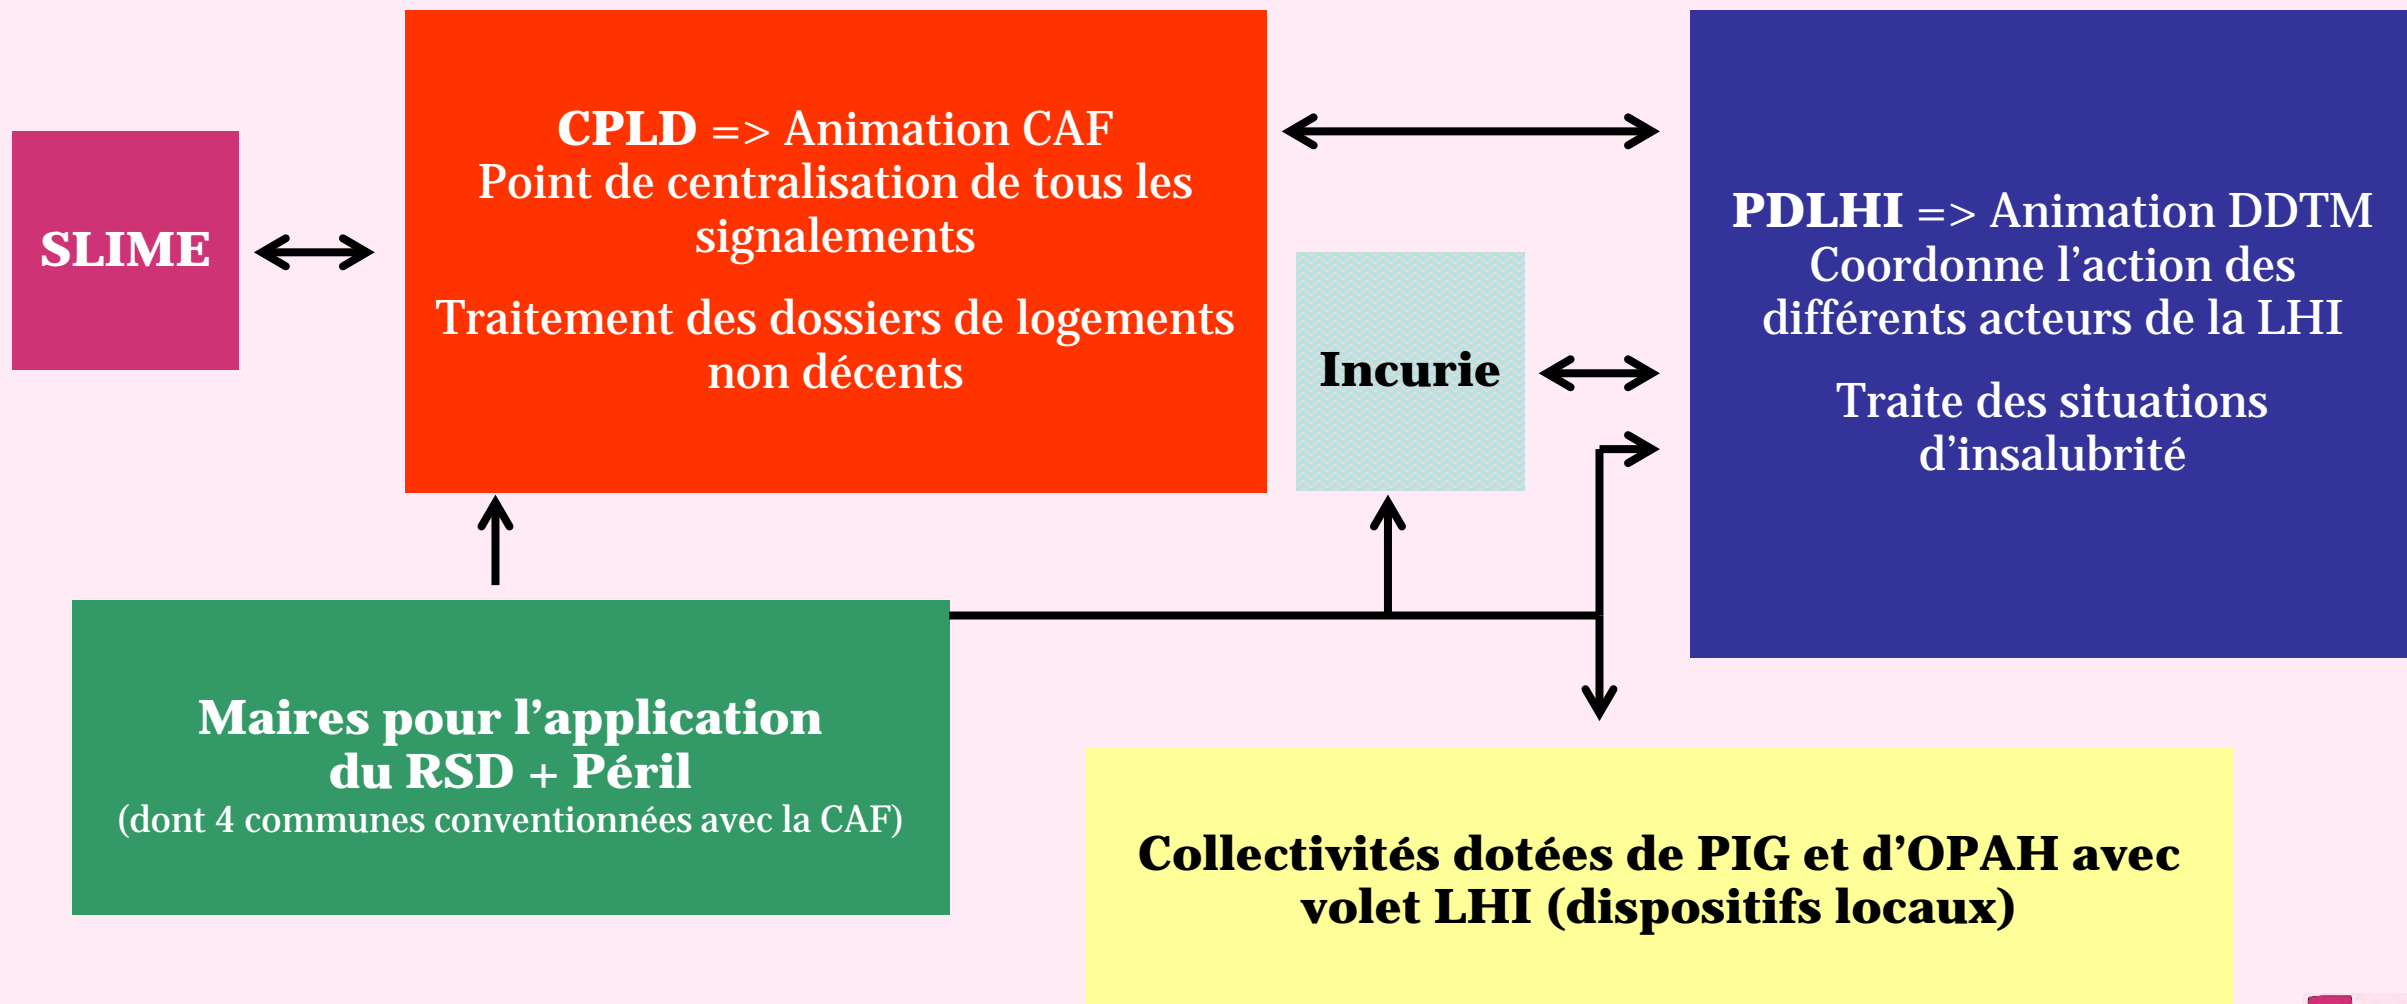 SLIME
CPLD => Animation CAF
Point de centralisation de tous les
signalements
Traitement des dossiers de logements
non décents
Incurie
PDLHI => Animation DDTM
Coordonne l’action des
différents acteurs de la LHI
Traite des situations
d’insalubrité
Maires pour l’application
du RSD + Péril
(dont 4 communes conventionnées avec la CAF)
Collectivités dotées de PIG et d’OPAH avec
volet LHI (dispositifs locaux)